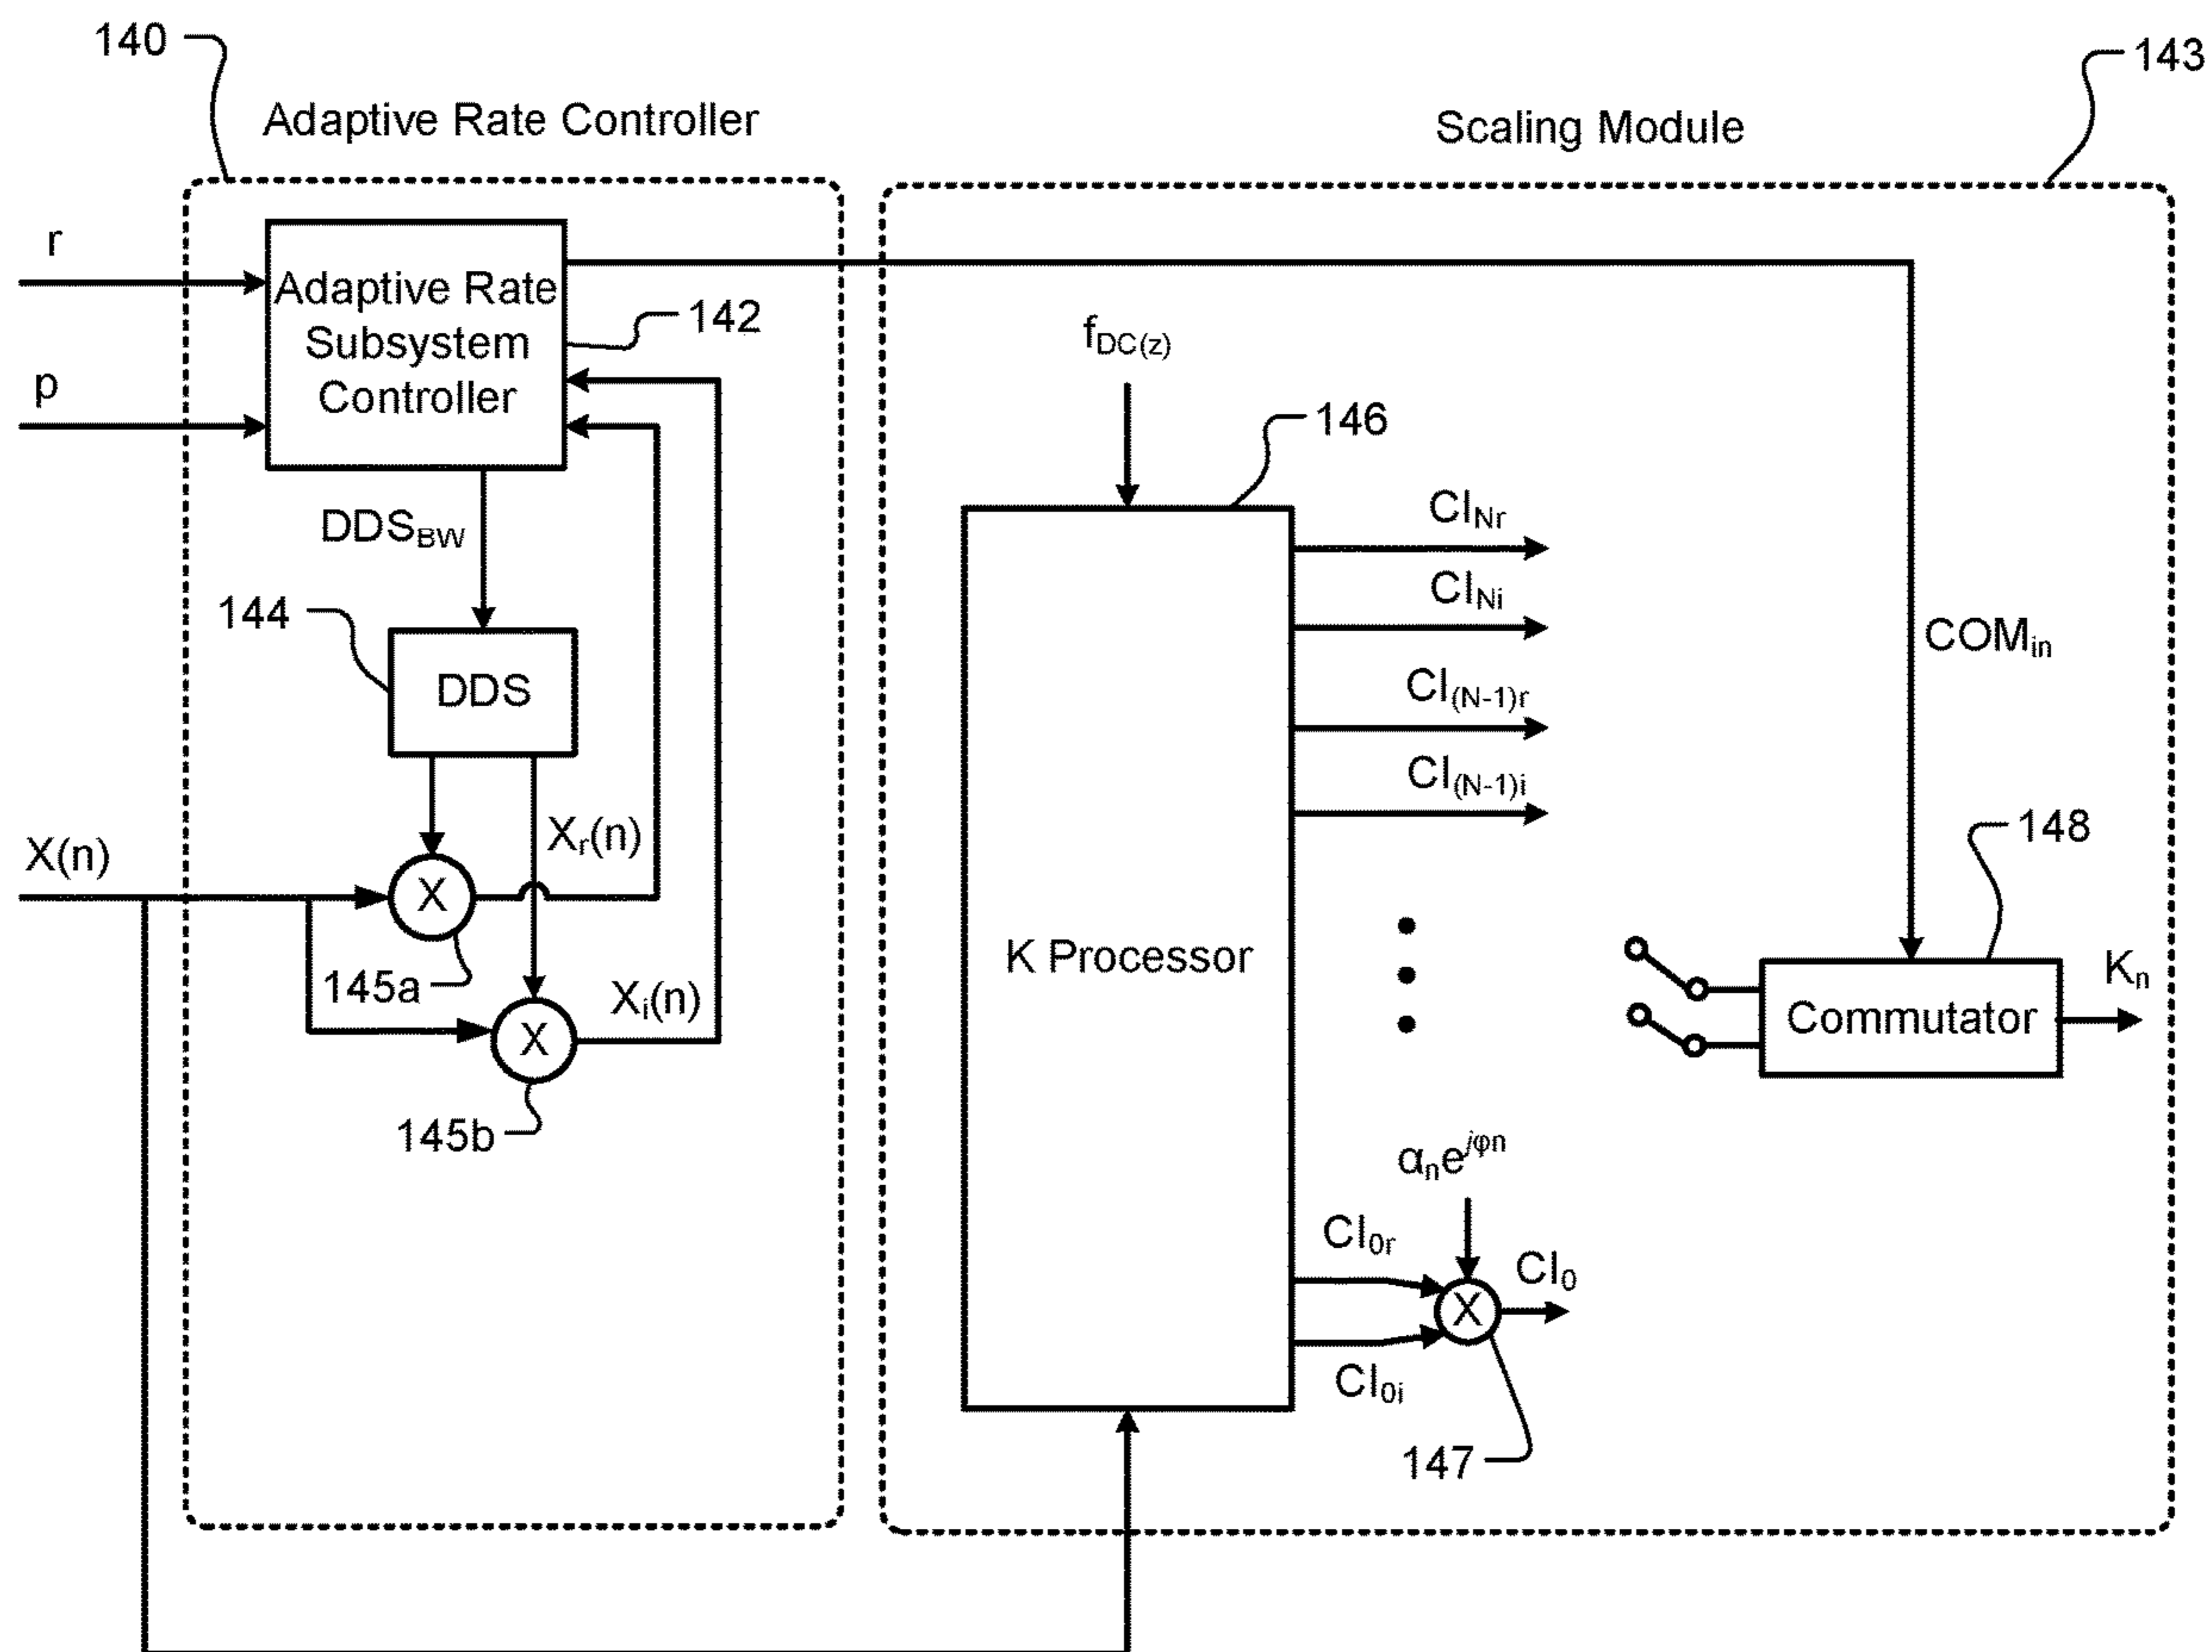 140
143
Adaptive Rate Controller
Scaling Module
r
Adaptive Rate
Subsystem
Controller
142
p
f_DC(z)
146
DDS_BW
144
DDS
CI_Nr
CI_Ni
CI_(N-1)r
CI_(N-1)i
COM_in
X(n)
X_r(n)
X
145a
X_i(n)
X
145b
K Processor
148
Commutator
K_n
α_n e^jφn
CI_0r
CI_0
X
CI_0i
147